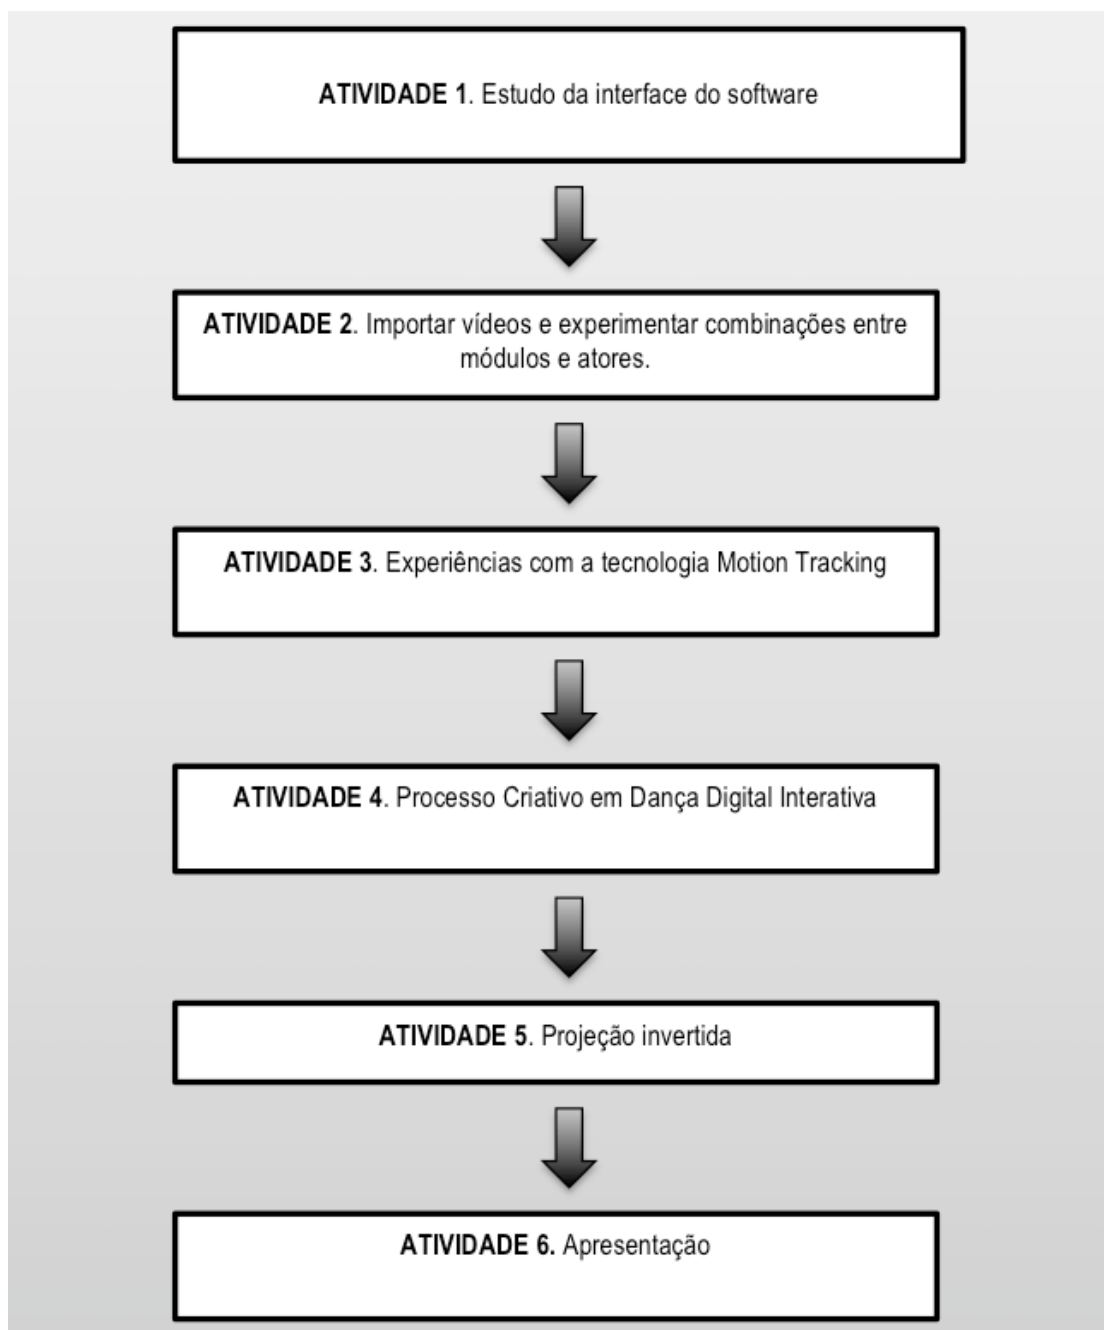 ATIVIDADE 1. Estudo da interface do software
ATIVIDADE 2. Importar vídeos e experimentar combinações entre
módulos e atores.
ATIVIDADE 3. Experiências com a tecnologia Motion Tracking
ATIVIDADE 4. Processo Criativo em Dança Digital Interativa
ATIVIDADE 5. Projeção invertida
ATIVIDADE 6. Apresentação